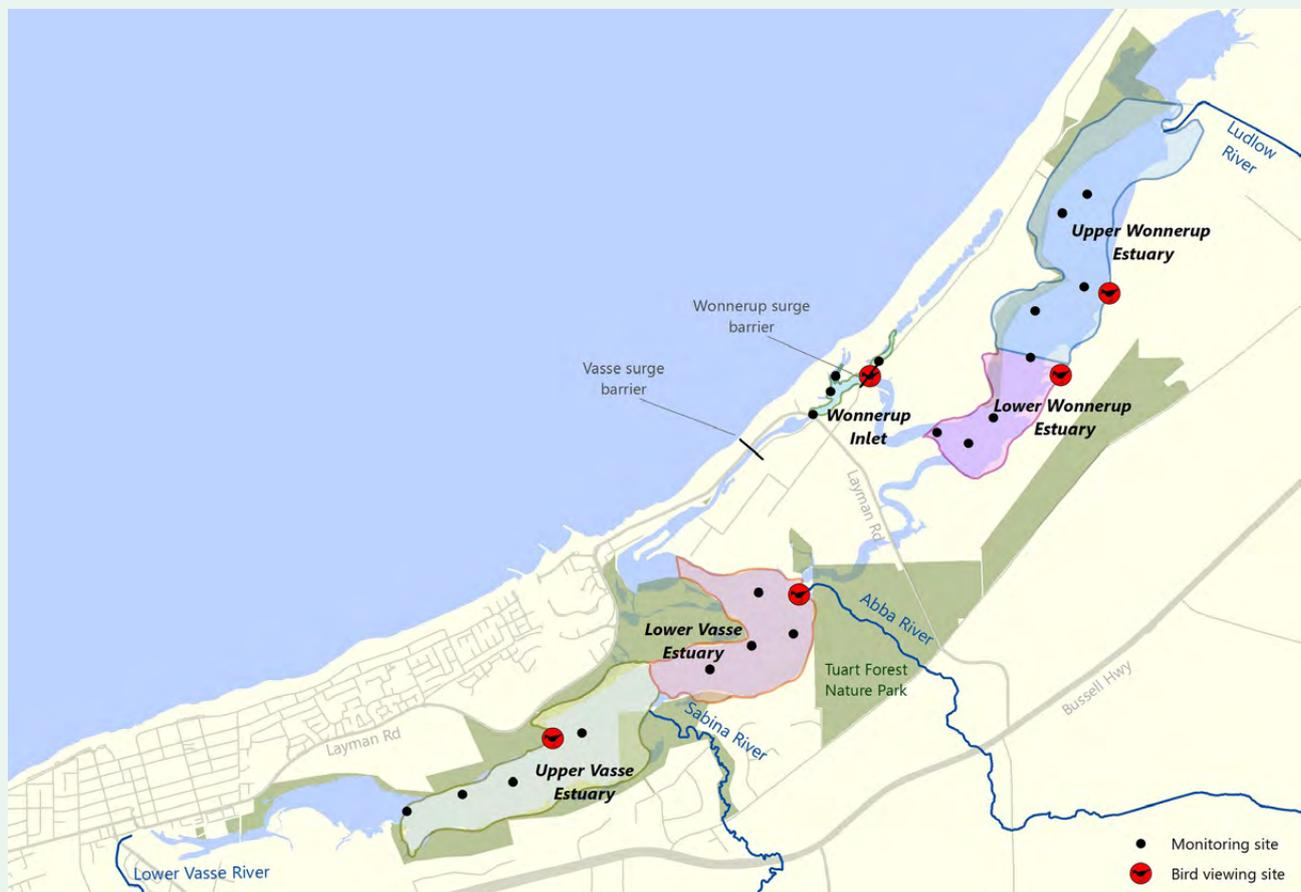 Ludlow
River
Upper Wonnerup
Estuary
Wonnerup surge
barrier
Vasse surge
barrier
Wonnerup
Inlet
Lower Wonnerup
Estuary
Layman Rd
Abba River
Lower Vasse
Estuary
Tuart Forest
Nature Park
Bussell Hwy
Sabina River
Layman Rd
Upper Vasse
Estuary
Lower Vasse River
Monitoring site
Bird viewing site